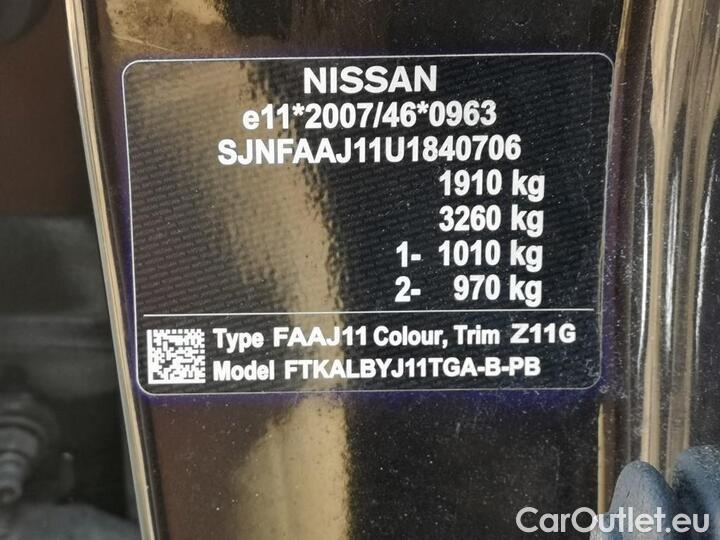 NISSAN
e11*2007/46*0963
SJNFAAJ11U1840706
1910 kg
3260 kg
1- 1010 kg
2- 970 kg
Type FAAJ11 Colour, Trim Z11G
Model FTKALBYJ11TGA-B-PB
CarOutlet.eu